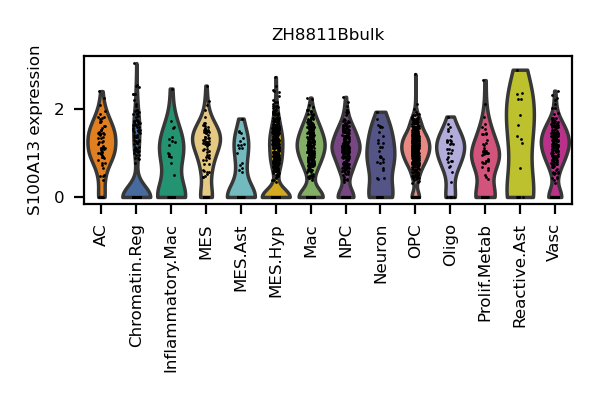 ZH8811Bbulk
S100A13 expression
2
0
AC
Chromatin.Reg
Inflammatory.Mac
MES
MES.Ast
MES.Hyp
Mac
NPC
Neuron
OPC
Oligo
Prolif.Metab
Reactive.Ast
Vasc